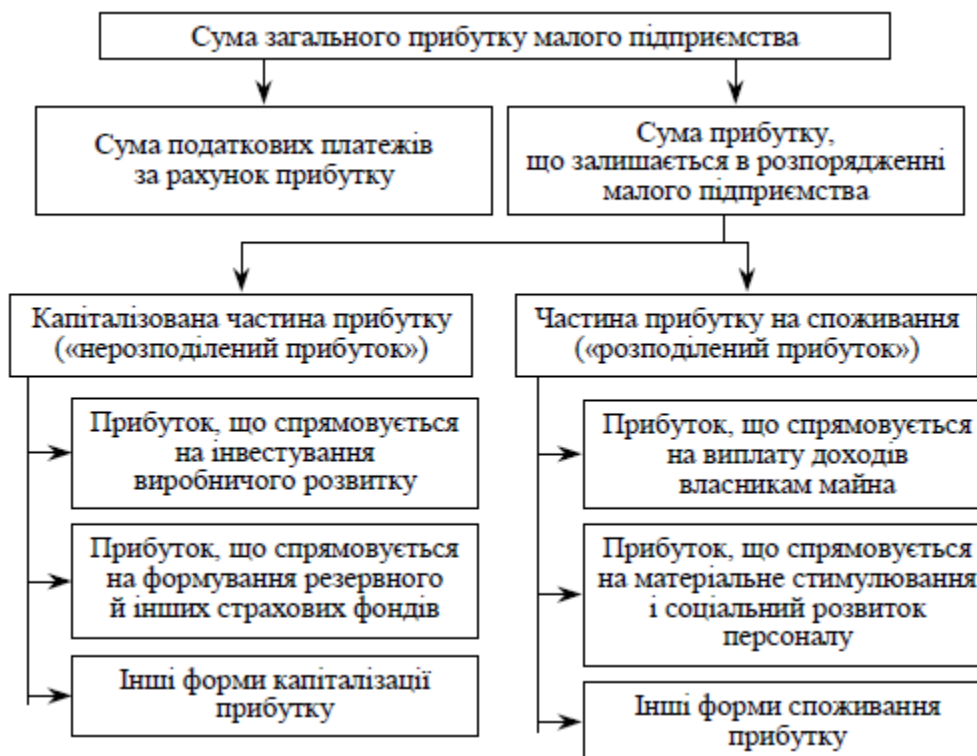 Сума загального прибутку малого підприємства
Сума податкових платежів
за рахунок прибутку
Сума прибутку,
що залишається в розпорядженні
малого підприємства
Капіталізована частина прибутку
(«нерозподілений прибуток»)
Прибуток, що спрямовується
на інвестування
виробничого розвитку
Прибуток, що спрямовується
на формування резервного
й інших страхових фондів
Інші форми капіталізації
прибутку
Частина прибутку на споживання
(«розподілений прибуток»)
Прибуток, що спрямовується
на виплату доходів
власникам майна
Прибуток, що спрямовується
на матеріальне стимулювання
і соціальний розвиток
персоналу
Інші форми споживання
прибутку